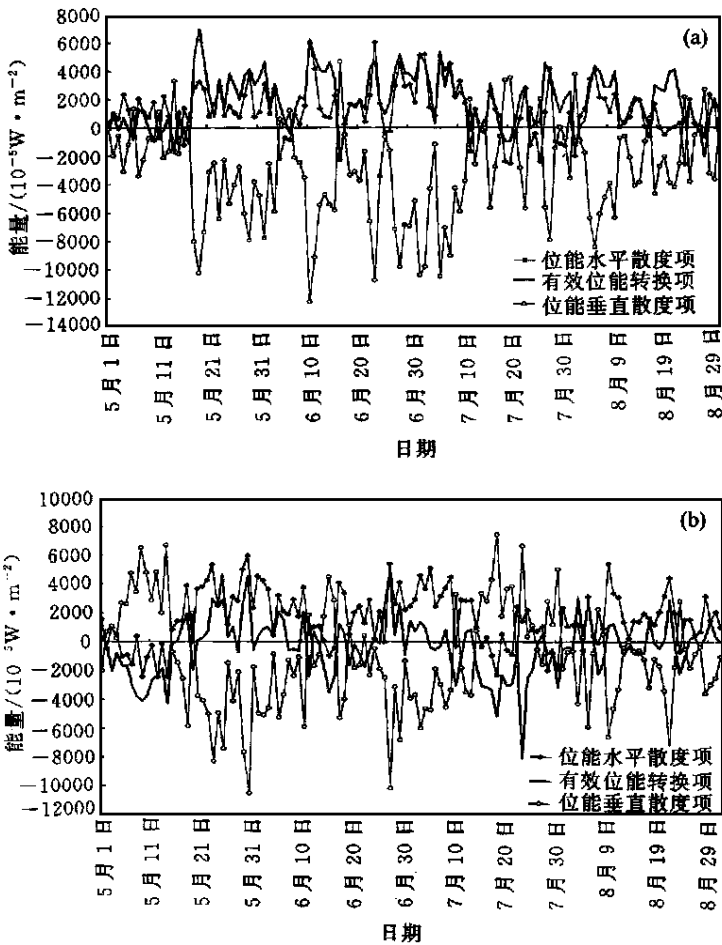 (a)
能量/(10⁻⁵W·m⁻²)
8000
6000
4000
2000
0
−2000
−4000
−6000
−8000
−10000
−12000
−14000
位能水平散度项
有效位能转换项
位能垂直散度项
5月1日
5月11日
5月21日
5月31日
6月10日
6月20日
6月30日
7月10日
7月20日
7月30日
8月9日
8月19日
8月29日
日期
(b)
能量/(10⁻⁵W·m⁻²)
10000
8000
6000
4000
2000
0
−2000
−4000
−6000
−8000
−10000
−12000
位能水平散度项
有效位能转换项
位能垂直散度项
5月1日
5月11日
5月21日
5月31日
6月10日
6月20日
6月30日
7月10日
7月20日
7月30日
8月9日
8月19日
8月29日
日期